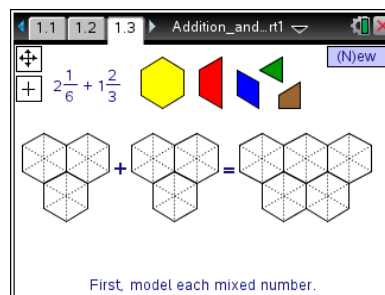 1.1 1.2 1.3 Addition_and...rt1
(N)ew
2 1/6 + 1 2/3
+ =
First, model each mixed number.